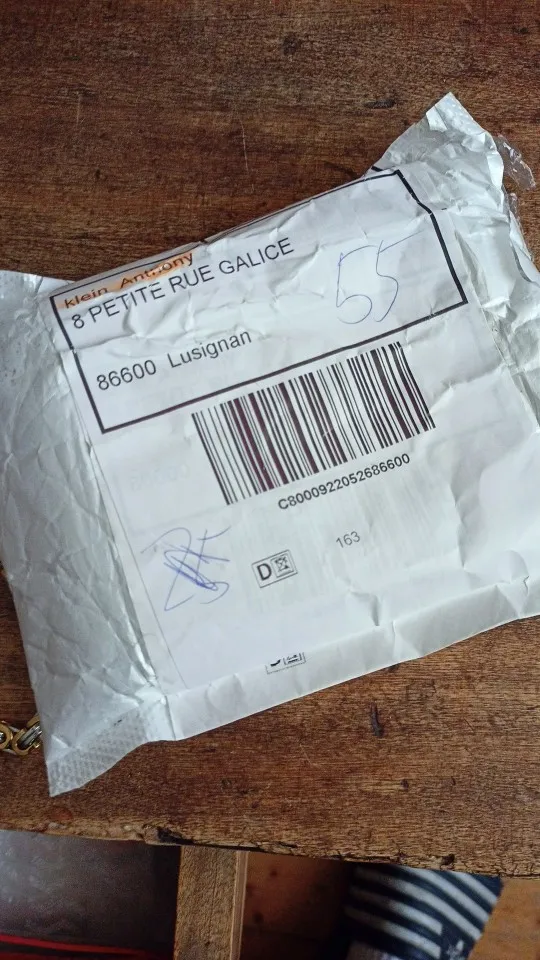 klein Anthony
8 PETITE RUE GALICE
55
86600 Lusignan
C8000922052686600
163
D